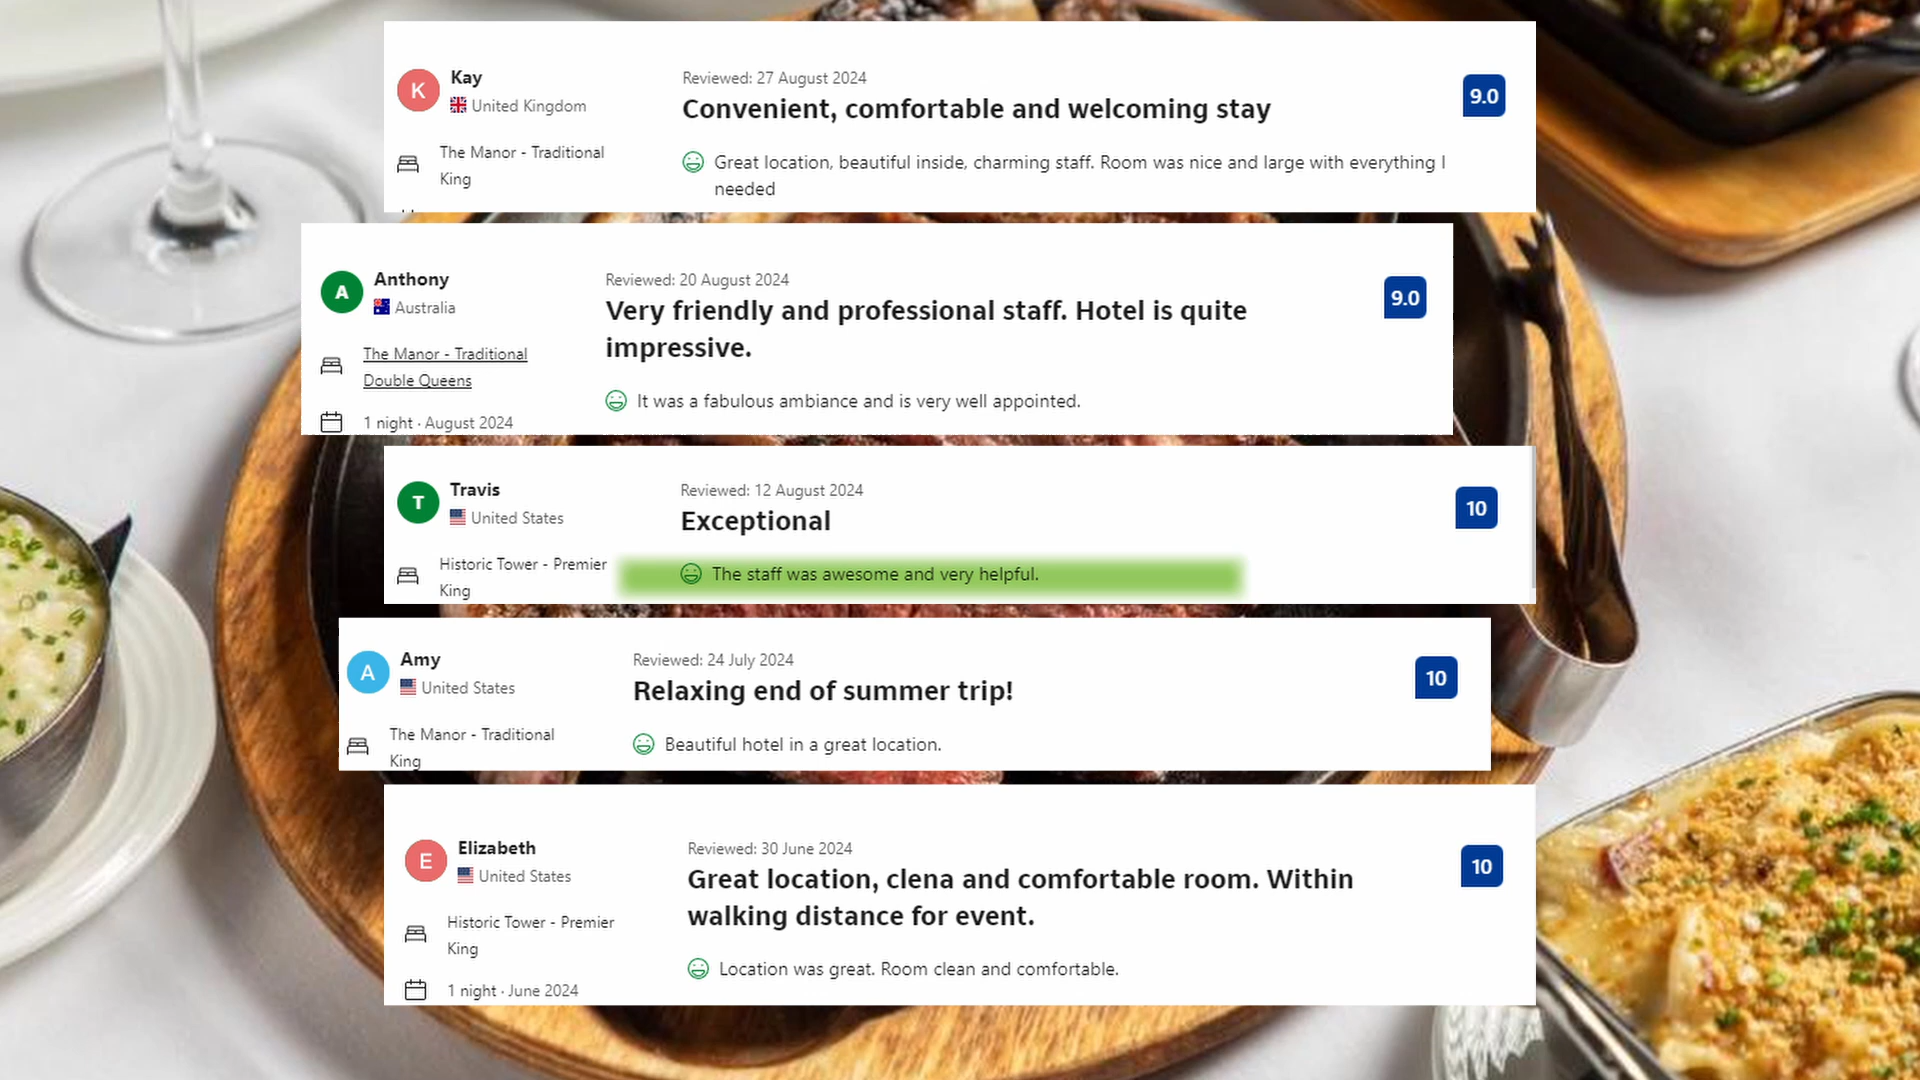 K
Kay
United Kingdom
The Manor - Traditional
King
Reviewed: 27 August 2024
Convenient, comfortable and welcoming stay
9.0
Great location, beautiful inside, charming staff. Room was nice and large with everything I
needed
A
Anthony
Australia
The Manor - Traditional
Double Queens
1 night · August 2024
Reviewed: 20 August 2024
Very friendly and professional staff. Hotel is quite
impressive.
9.0
It was a fabulous ambiance and is very well appointed.
T
Travis
United States
Historic Tower - Premier
King
Reviewed: 12 August 2024
Exceptional
10
The staff was awesome and very helpful.
A
Amy
United States
The Manor - Traditional
King
Reviewed: 24 July 2024
Relaxing end of summer trip!
10
Beautiful hotel in a great location.
E
Elizabeth
United States
Historic Tower - Premier
King
1 night · June 2024
Reviewed: 30 June 2024
Great location, clena and comfortable room. Within
walking distance for event.
10
Location was great. Room clean and comfortable.